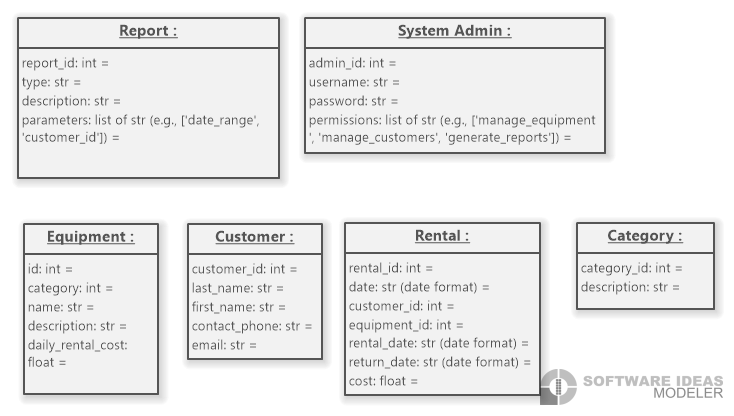 Report :
report_id: int =
type: str =
description: str =
parameters: list of str (e.g., ['date_range',
'customer_id']) =
System Admin :
admin_id: int =
username: str =
password: str =
permissions: list of str (e.g., ['manage_equipment
', 'manage_customers', 'generate_reports']) =
Equipment :
id: int =
category: int =
name: str =
description: str =
daily_rental_cost:
float =
Customer :
customer_id: int =
last_name: str =
first_name: str =
contact_phone: str =
email: str =
Rental :
rental_id: int =
date: str (date format) =
customer_id: int =
equipment_id: int =
rental_date: str (date format) =
return_date: str (date format) =
cost: float =
Category :
category_id: int =
description: str =
SOFTWARE IDEAS
MODELER